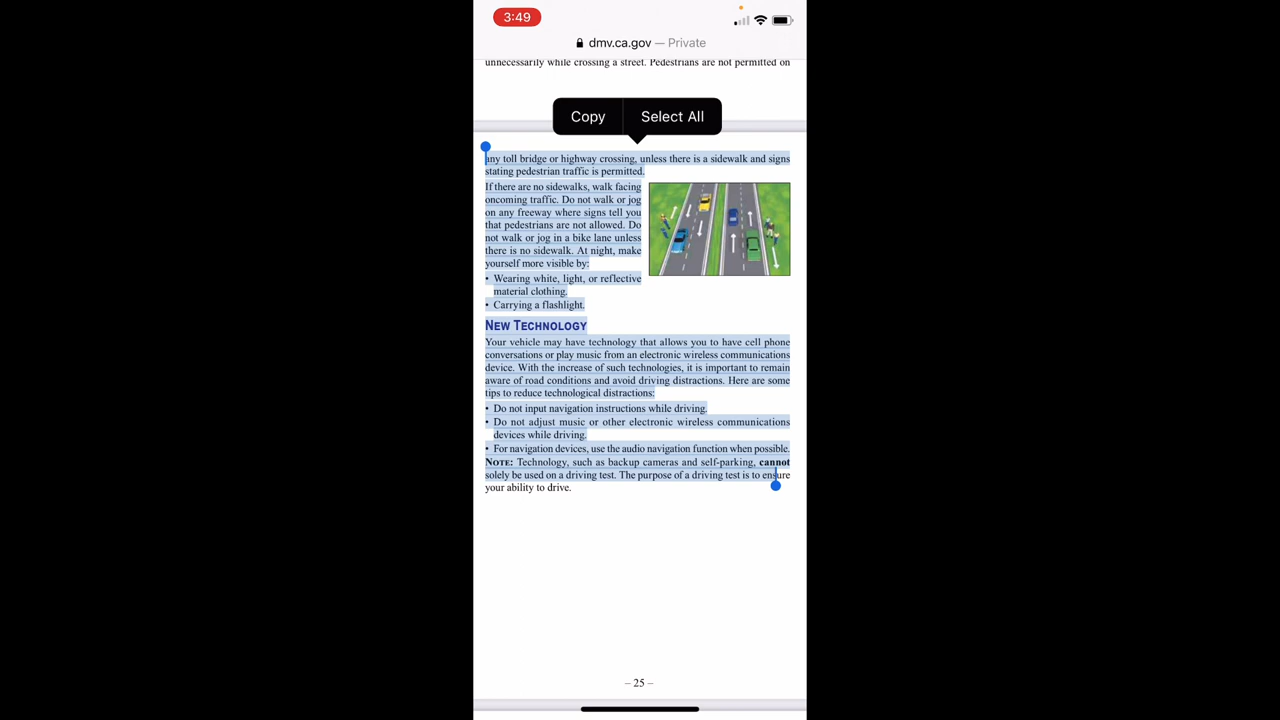 3:49
dmv.ca.gov — Private
unnecessarily while crossing a street. Pedestrians are not permitted on
Copy
Select All
any toll bridge or highway crossing, unless there is a sidewalk and signs
stating pedestrian traffic is permitted.
If there are no sidewalks, walk facing
oncoming traffic. Do not walk or jog
on any freeway where signs tell you
that pedestrians are not allowed. Do
not walk or jog in a bike lane unless
there is no sidewalk. At night, make
yourself more visible by:
• Wearing white, light, or reflective
material clothing.
• Carrying a flashlight.
NEW TECHNOLOGY
Your vehicle may have technology that allows you to have cell phone
conversations or play music from an electronic wireless communications
device. With the increase of such technologies, it is important to remain
aware of road conditions and avoid driving distractions. Here are some
tips to reduce technological distractions:
• Do not input navigation instructions while driving.
• Do not adjust music or other electronic wireless communications
devices while driving.
• For navigation devices, use the audio navigation function when possible.
NOTE: Technology, such as backup cameras and self-parking, cannot
solely be used on a driving test. The purpose of a driving test is to ensure
your ability to drive.
– 25 –